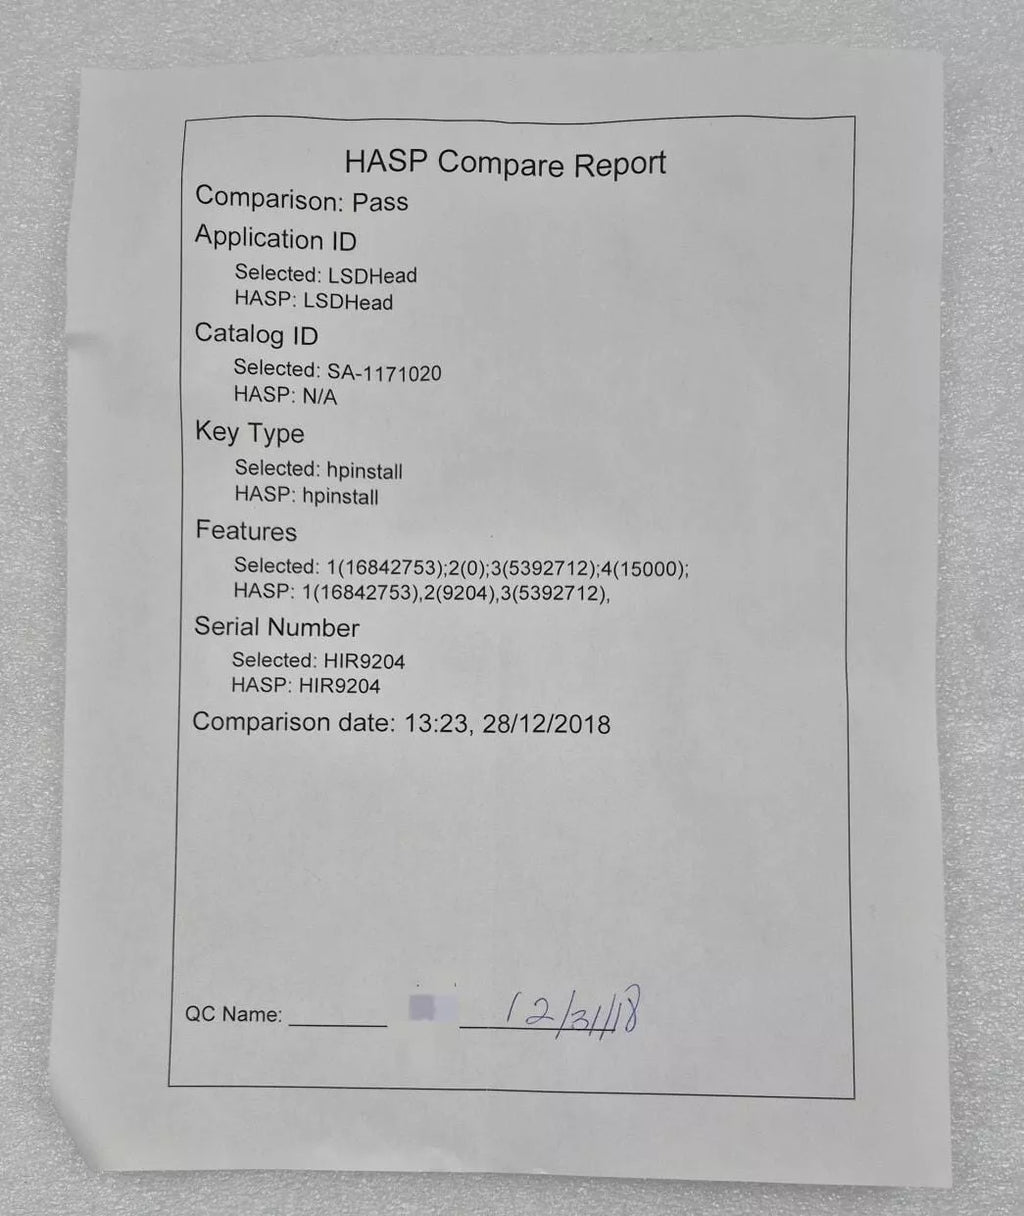 HASP Compare Report
Comparison: Pass
Application ID
Selected: LSDHead
HASP: LSDHead
Catalog ID
Selected: SA-1171020
HASP: N/A
Key Type
Selected: hpinstall
HASP: hpinstall
Features
Selected: 1(16842753);2(0);3(5392712);4(15000);
HASP: 1(16842753),2(9204),3(5392712),
Serial Number
Selected: HIR9204
HASP: HIR9204
Comparison date: 13:23, 28/12/2018
QC Name: 12/31/18